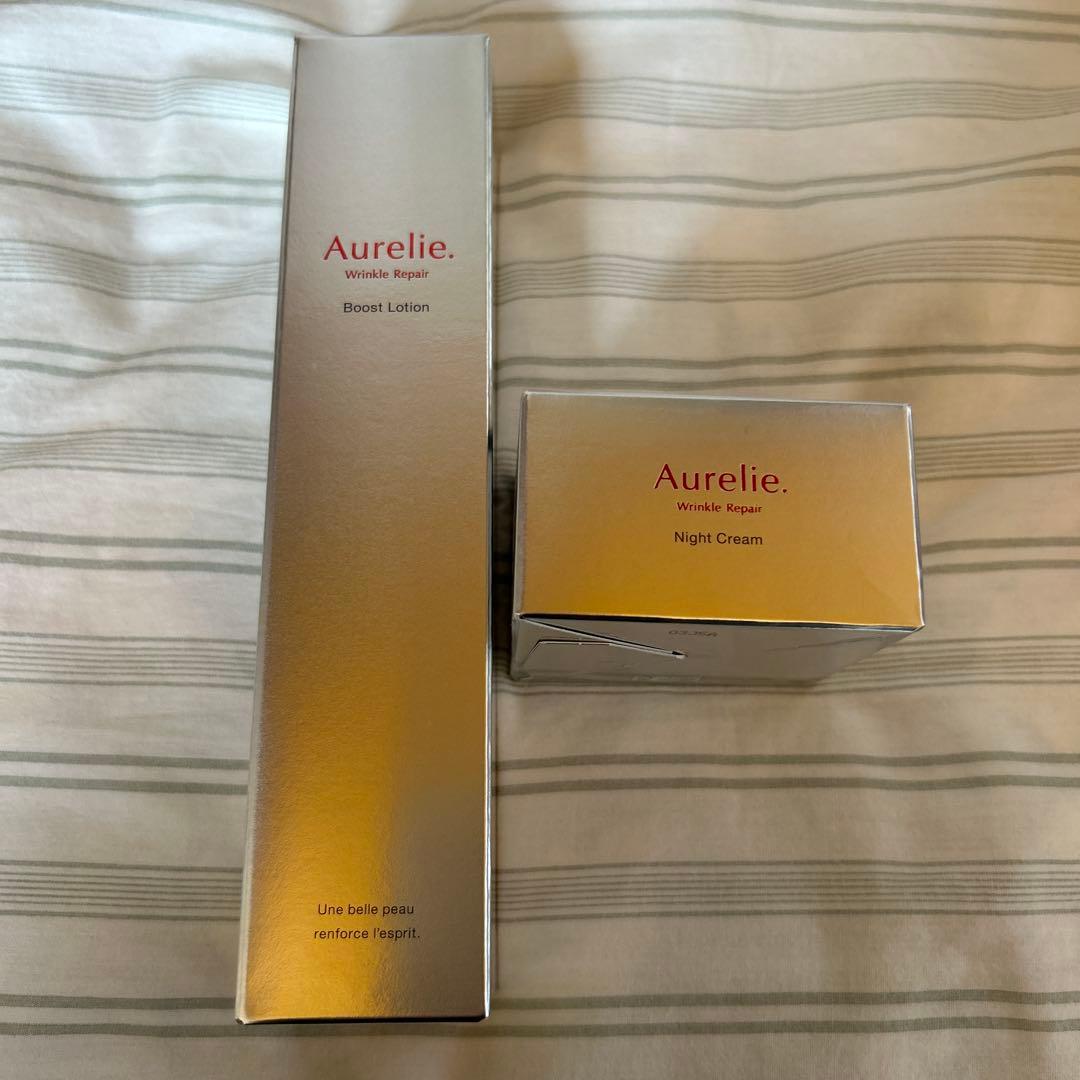 Aurelie.
Wrinkle Repair
Boost Lotion
Une belle peau
renforce l'esprit.
Aurelie.
Wrinkle Repair
Night Cream